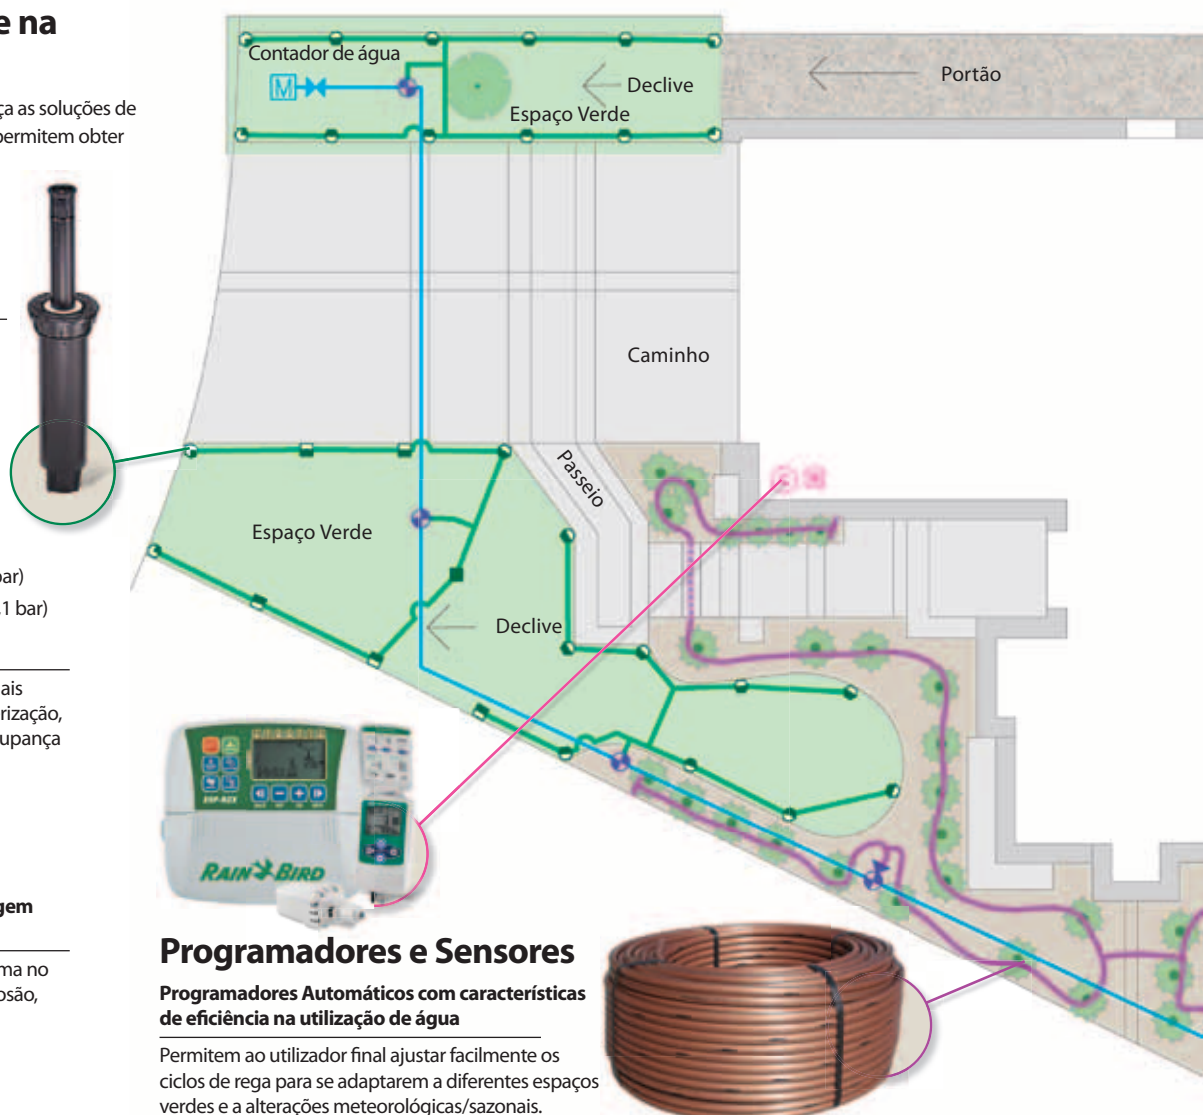 e na
ça as soluções de
permitem obter
bar)
,1 bar)
ais
rização,
upança
gem
ma no
osão,
Contador de água
M
Declive
Espaço Verde
Portão
Caminho
Passeio
Espaço Verde
Declive
ESP-RZX
RAIN BIRD
Programadores e Sensores
Programadores Automáticos com características
de eficiência na utilização de água
Permitem ao utilizador final ajustar facilmente os
ciclos de rega para se adaptarem a diferentes espaços
verdes e a alterações meteorológicas/sazonais.